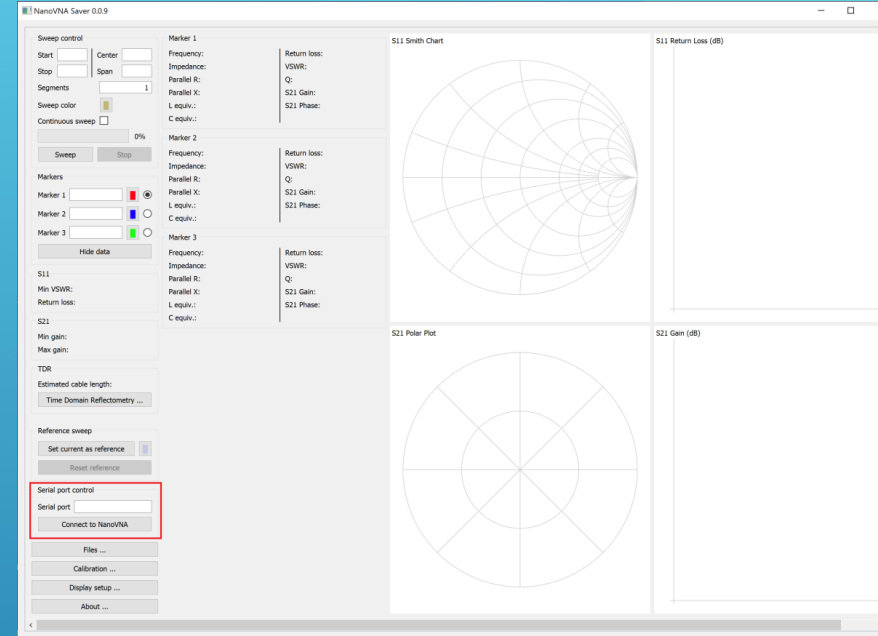 NanoVNA Saver 0.0.9
Sweep control
Start
Center
Stop
Span
Segments
1
Sweep color
Continuous sweep
0%
Sweep
Stop
Markers
Marker 1
Marker 2
Marker 3
Hide data
S11
Min VSWR:
Return loss:
S21
Min gain:
Max gain:
TDR
Estimated cable length:
Time Domain Reflectometry ...
Reference sweep
Set current as reference
Reset reference
Serial port control
Serial port
Connect to NanoVNA
Files ...
Calibration ...
Display setup ...
About ...
Marker 1
Frequency:
Impedance:
Parallel R:
Parallel X:
L equiv.:
C equiv.:
Return loss:
VSWR:
Q:
S21 Gain:
S21 Phase:
Marker 2
Frequency:
Impedance:
Parallel R:
Parallel X:
L equiv.:
C equiv.:
Return loss:
VSWR:
Q:
S21 Gain:
S21 Phase:
Marker 3
Frequency:
Impedance:
Parallel R:
Parallel X:
L equiv.:
C equiv.:
Return loss:
VSWR:
Q:
S21 Gain:
S21 Phase:
S11 Smith Chart
S11 Return Loss (dB)
S21 Polar Plot
S21 Gain (dB)